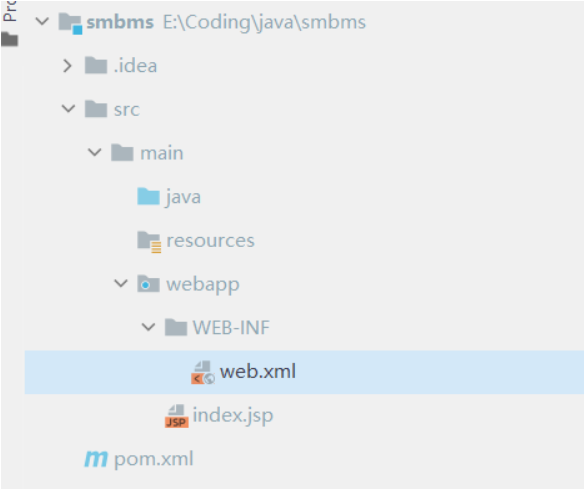 smbms E:\Coding\java\smbms
.idea
src
main
java
resources
webapp
WEB-INF
web.xml
JSP index.jsp
m pom.xml